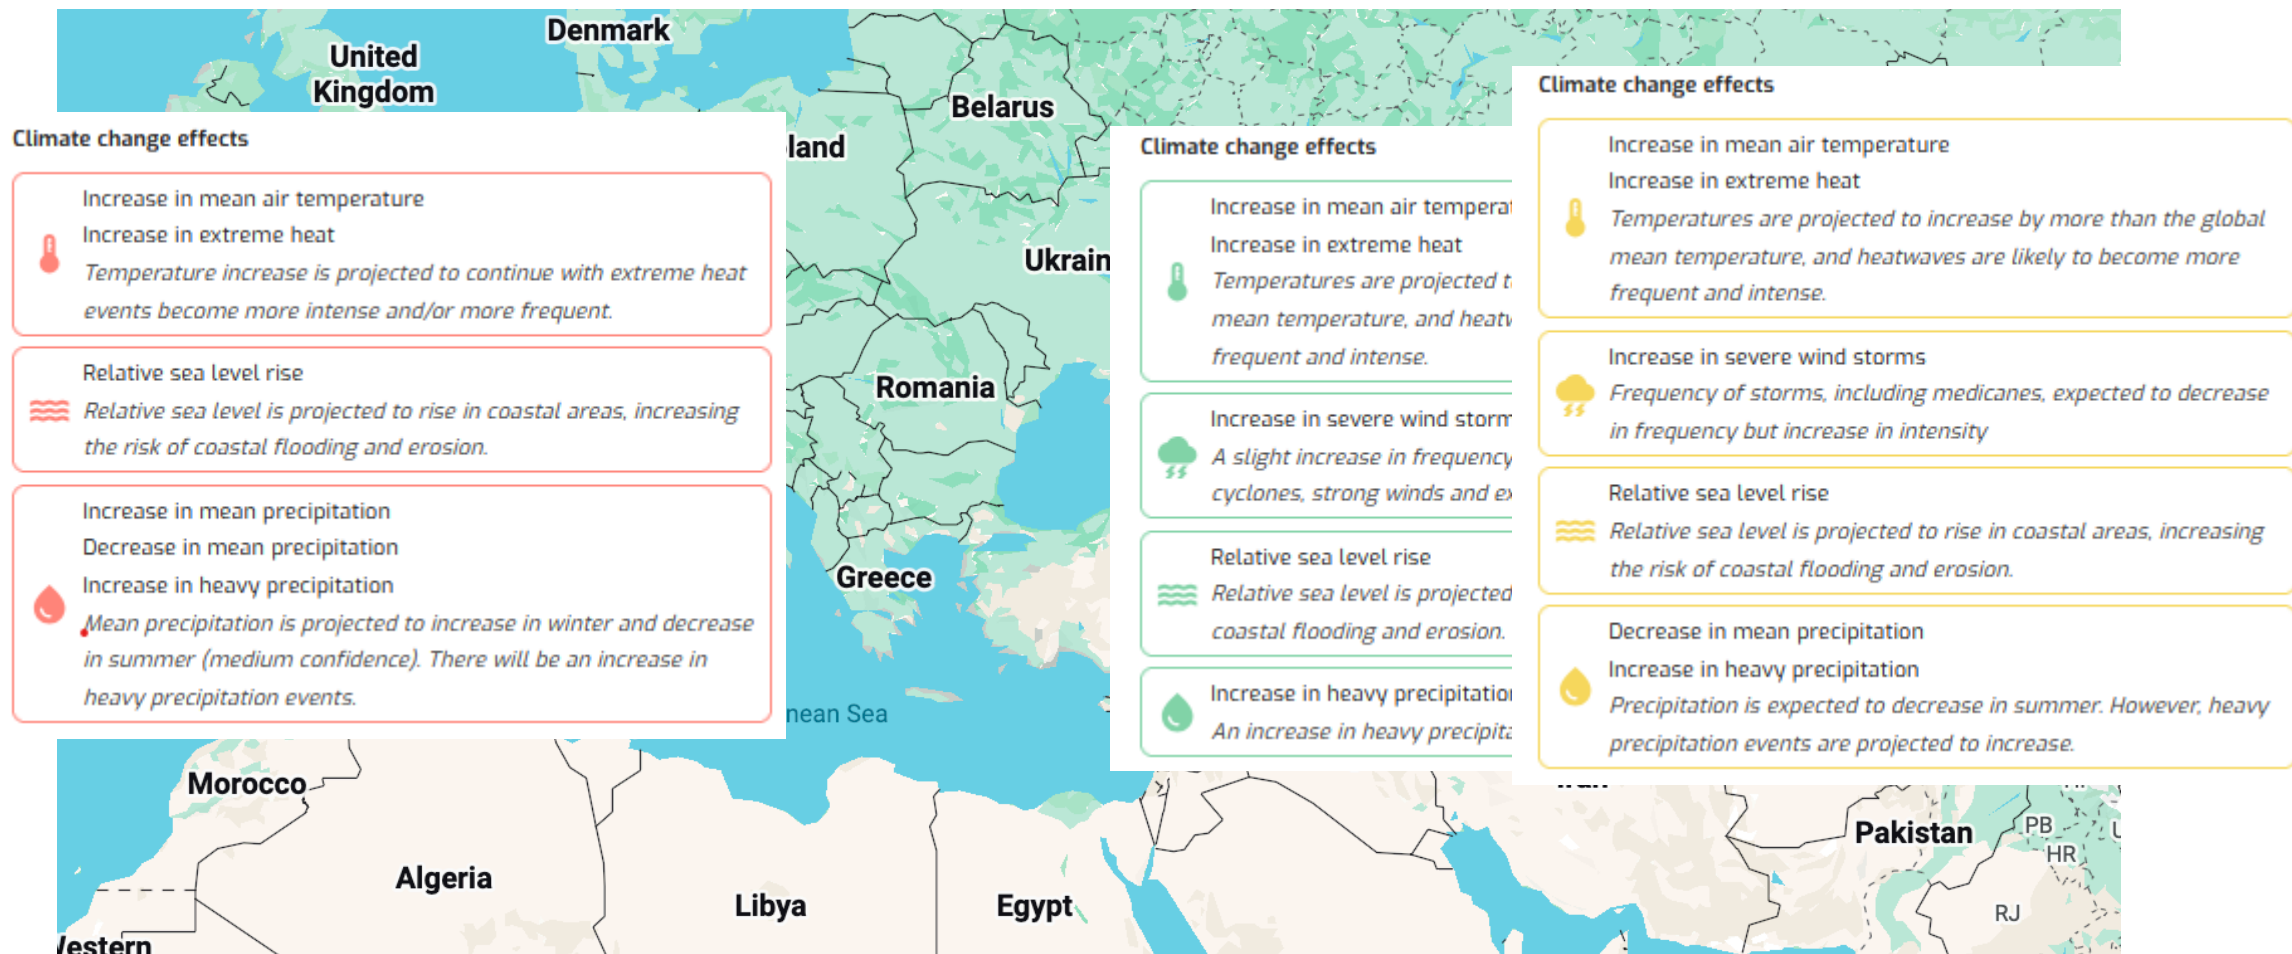 Denmark
United
Kingdom
Belarus
land
Ukrain
Romania
Greece
nean Sea
Morocco
Algeria
Libya
Egypt
Pakistan
PB
HR
RJ
estern
Climate change effects
Increase in mean air temperature
Increase in extreme heat
Temperature increase is projected to continue with extreme heat
events become more intense and/or more frequent.
Relative sea level rise
Relative sea level is projected to rise in coastal areas, increasing
the risk of coastal flooding and erosion.
Increase in mean precipitation
Decrease in mean precipitation
Increase in heavy precipitation
Mean precipitation is projected to increase in winter and decrease
in summer (medium confidence). There will be an increase in
heavy precipitation events.
Climate change effects
Increase in mean air temperat
Increase in extreme heat
Temperatures are projected t
mean temperature, and heatw
frequent and intense.
Increase in severe wind storm
A slight increase in frequency
cyclones, strong winds and ex
Relative sea level rise
Relative sea level is projected
coastal flooding and erosion.
Increase in heavy precipitatio
An increase in heavy precipita
Climate change effects
Increase in mean air temperature
Increase in extreme heat
Temperatures are projected to increase by more than the global
mean temperature, and heatwaves are likely to become more
frequent and intense.
Increase in severe wind storms
Frequency of storms, including medicanes, expected to decrease
in frequency but increase in intensity
Relative sea level rise
Relative sea level is projected to rise in coastal areas, increasing
the risk of coastal flooding and erosion.
Decrease in mean precipitation
Increase in heavy precipitation
Precipitation is expected to decrease in summer. However, heavy
precipitation events are projected to increase.